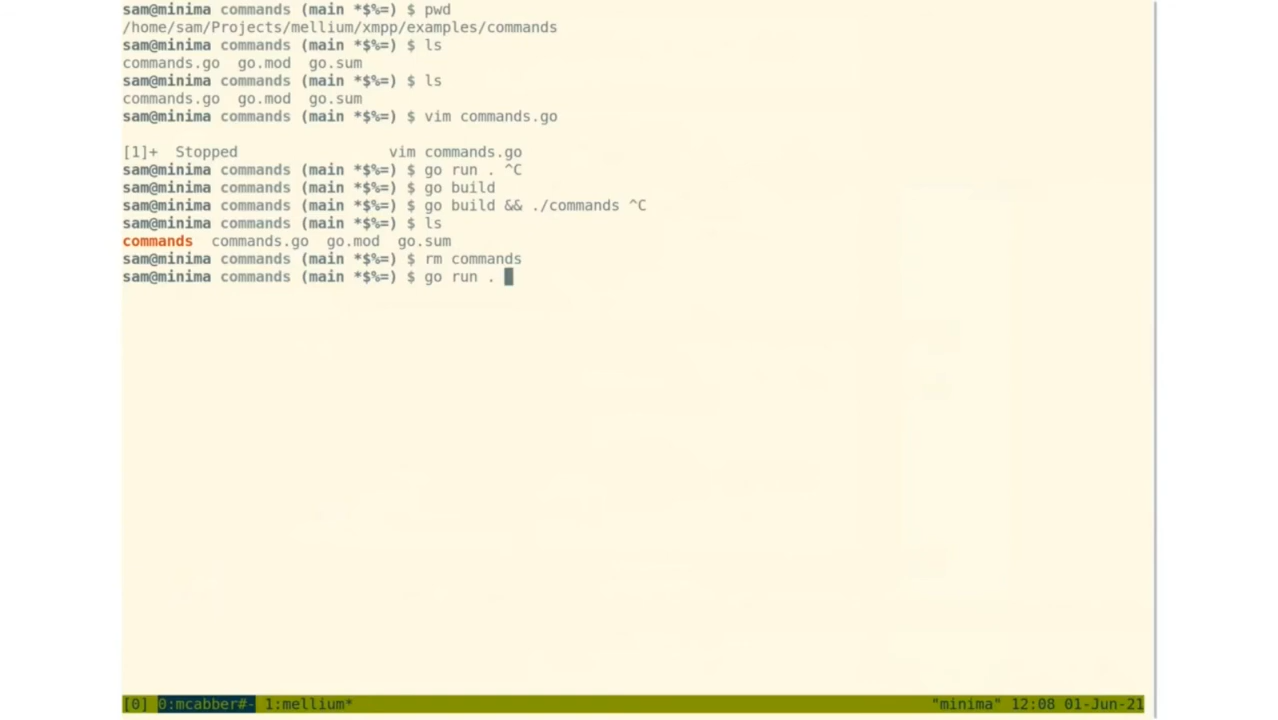 sam@minima commands (main *$%=) $ pwd
/home/sam/Projects/mellium/xmpp/examples/commands
sam@minima commands (main *$%=) $ ls
commands.go  go.mod  go.sum
sam@minima commands (main *$%=) $ ls
commands.go  go.mod  go.sum
sam@minima commands (main *$%=) $ vim commands.go
[1]+  Stopped                 vim commands.go
sam@minima commands (main *$%=) $ go run . ^C
sam@minima commands (main *$%=) $ go build
sam@minima commands (main *$%=) $ go build && ./commands ^C
sam@minima commands (main *$%=) $ ls
commands  commands.go  go.mod  go.sum
sam@minima commands (main *$%=) $ rm commands
sam@minima commands (main *$%=) $ go run .
[0] 0:mcabber#- 1:mellium* "minima" 12:08 01-Jun-21